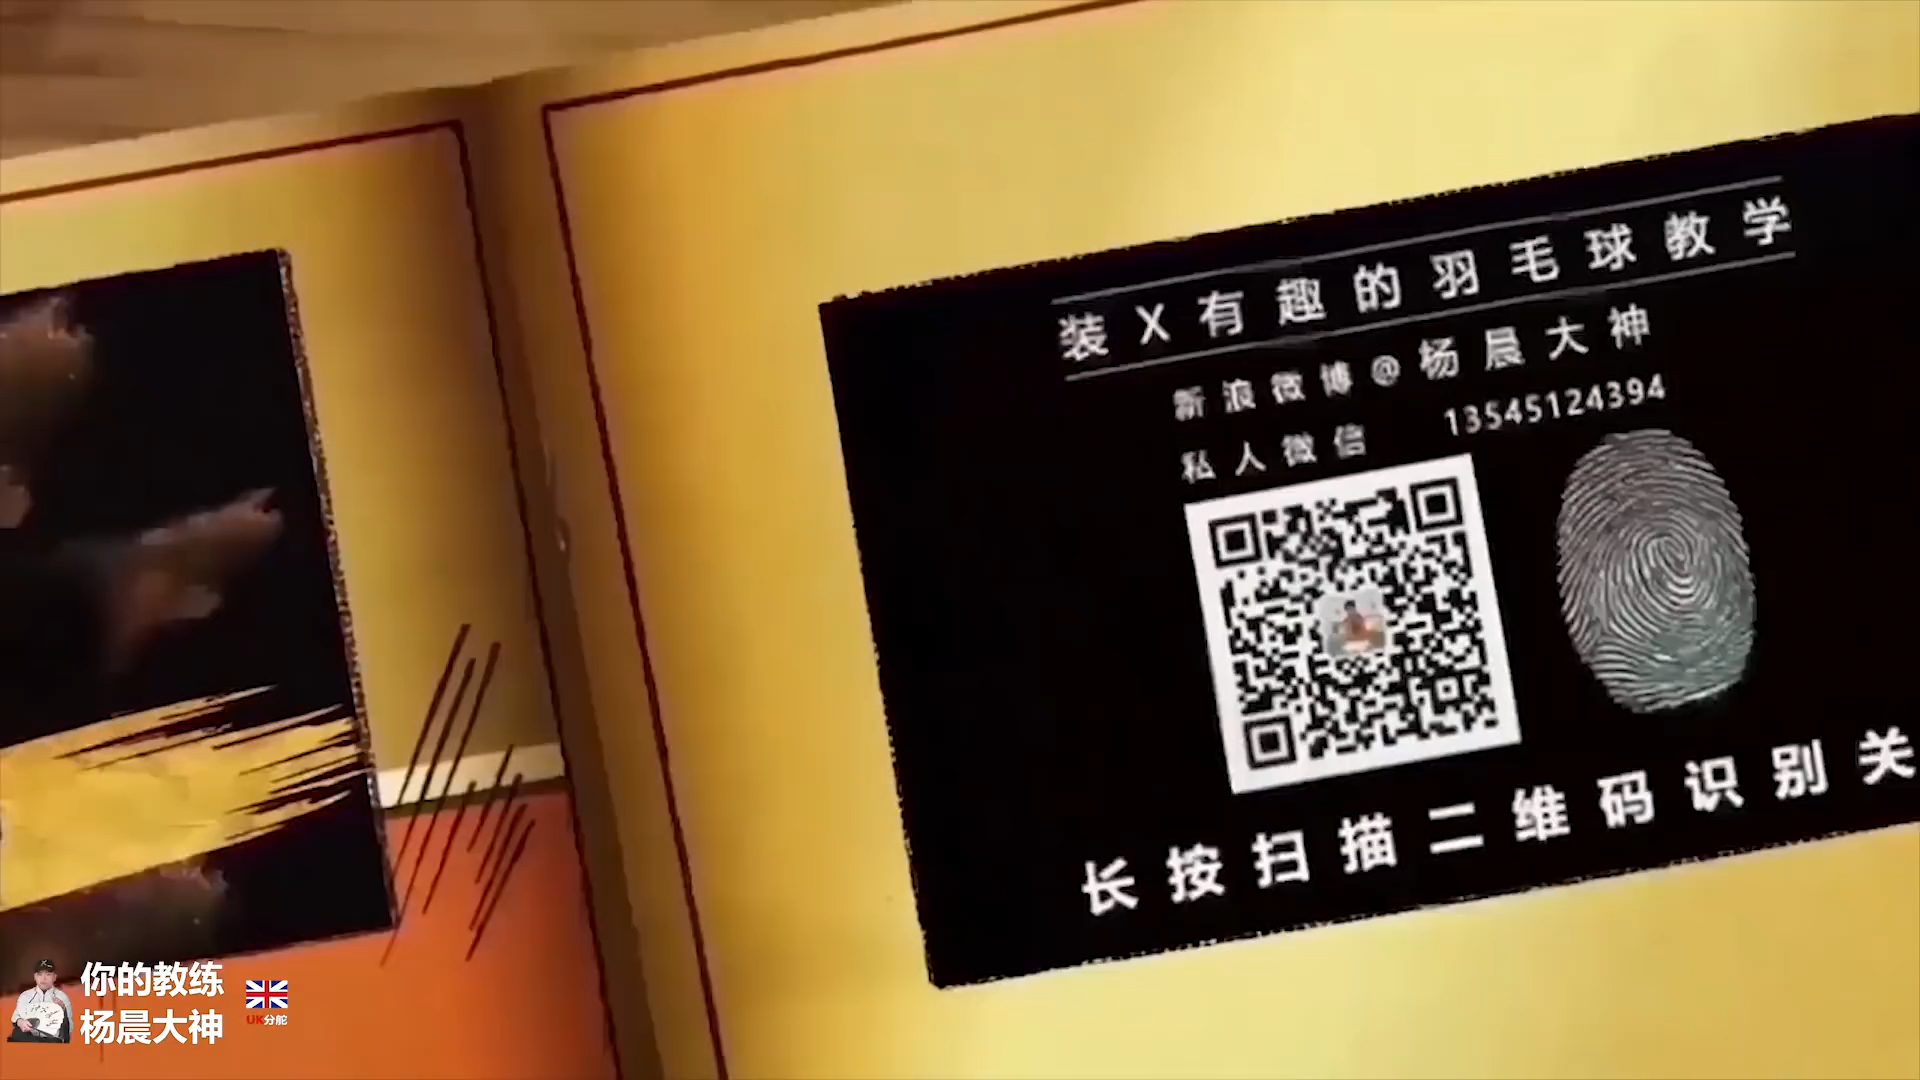 装X有趣的羽毛球教学
新浪微博@杨晨大神
私人微信 13545124394
长按扫描二维码识别关
你的教练
杨晨大神
UK分舵